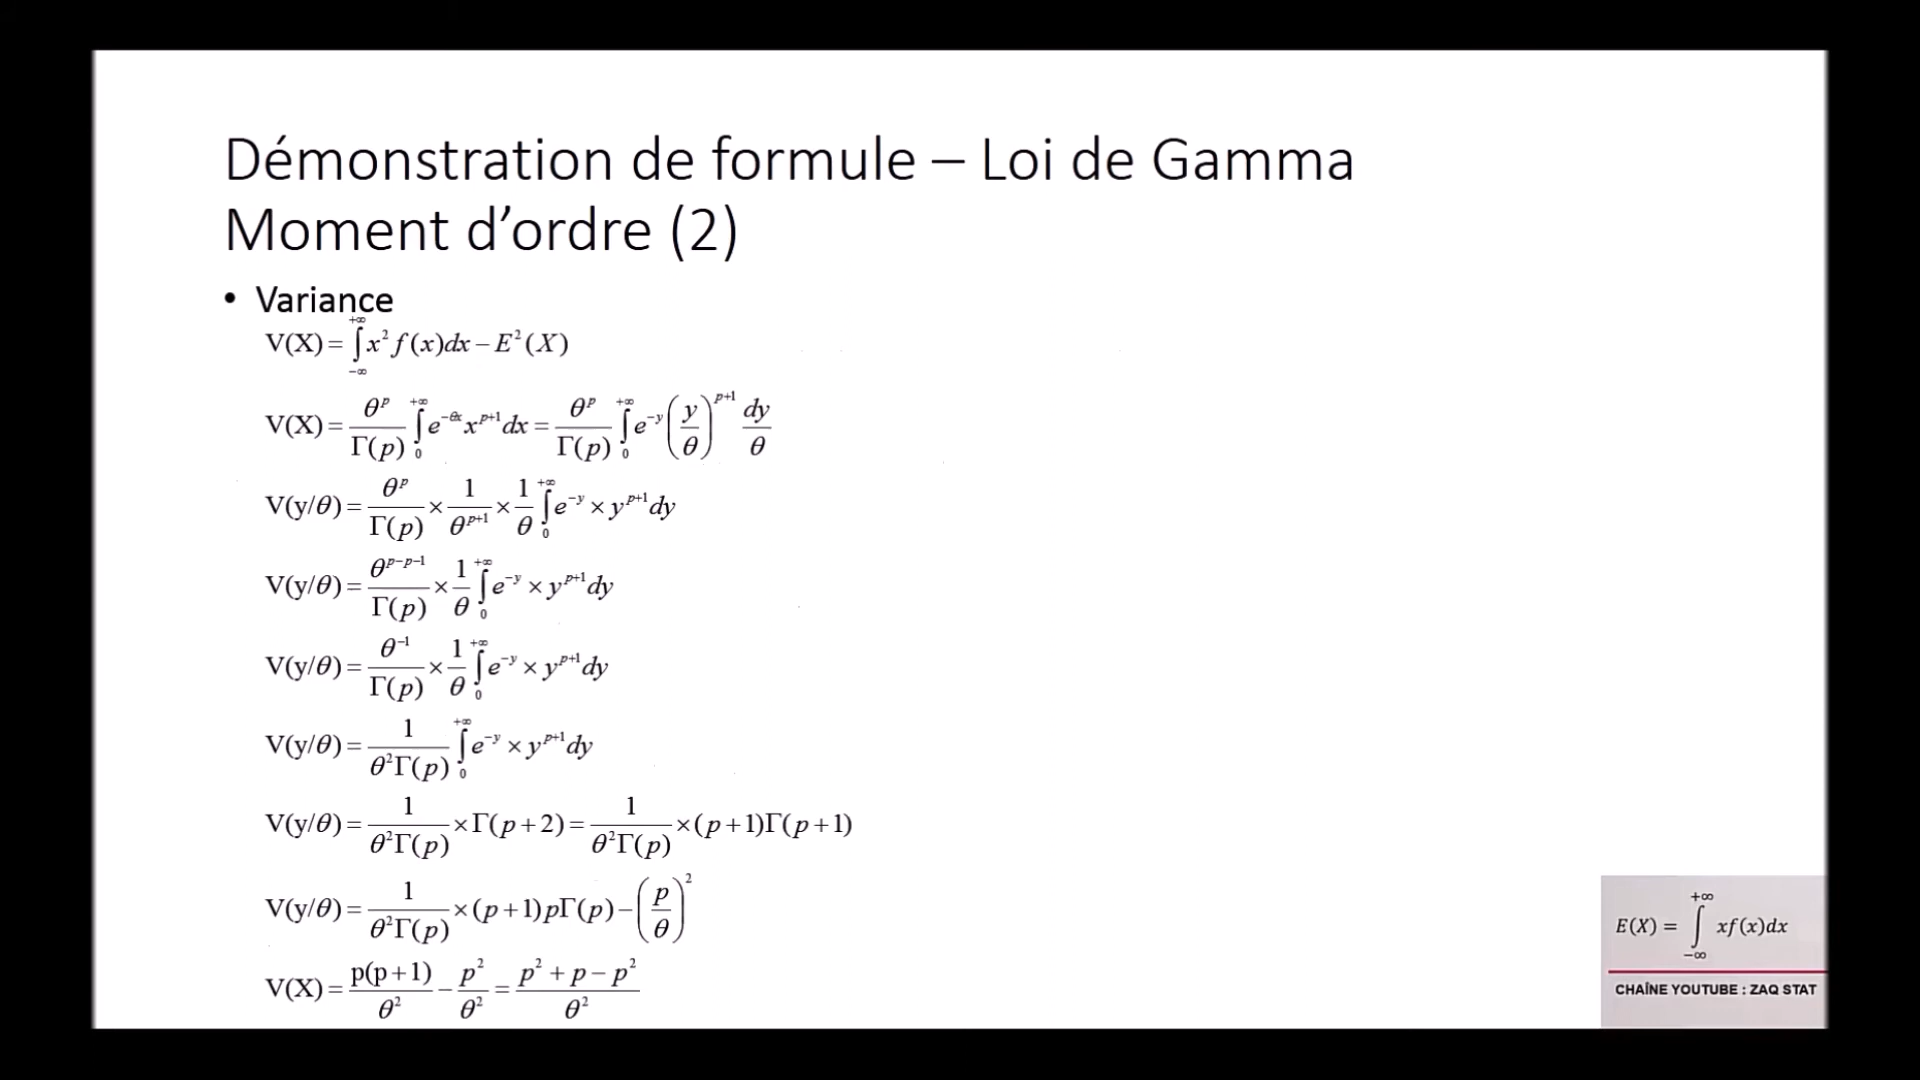 Démonstration de formule – Loi de Gamma
Moment d’ordre (2)
• Variance
V(X) = ∫_{-∞}^{+∞} x² f(x)dx − E²(X)
V(X) = θ^p/Γ(p) ∫_0^{+∞} e^{-θx} x^{p+1} dx = θ^p/Γ(p) ∫_0^{+∞} e^{-y} (y/θ)^{p+1} dy/θ
V(y/θ) = θ^p/Γ(p) × 1/θ^{p+1} × 1/θ ∫_0^{+∞} e^{-y} × y^{p+1} dy
V(y/θ) = θ^{p-p-1}/Γ(p) × 1/θ ∫_0^{+∞} e^{-y} × y^{p+1} dy
V(y/θ) = θ^{-1}/Γ(p) × 1/θ ∫_0^{+∞} e^{-y} × y^{p+1} dy
V(y/θ) = 1/(θ²Γ(p)) ∫_0^{+∞} e^{-y} × y^{p+1} dy
V(y/θ) = 1/(θ²Γ(p)) × Γ(p+2) = 1/(θ²Γ(p)) × (p+1)Γ(p+1)
V(y/θ) = 1/(θ²Γ(p)) × (p+1)pΓ(p) − (p/θ)²
V(X) = p(p+1)/θ² − p²/θ² = (p² + p − p²)/θ²
E(X) = ∫_{-∞}^{+∞} xf(x)dx
CHAÎNE YOUTUBE : ZAQ STAT